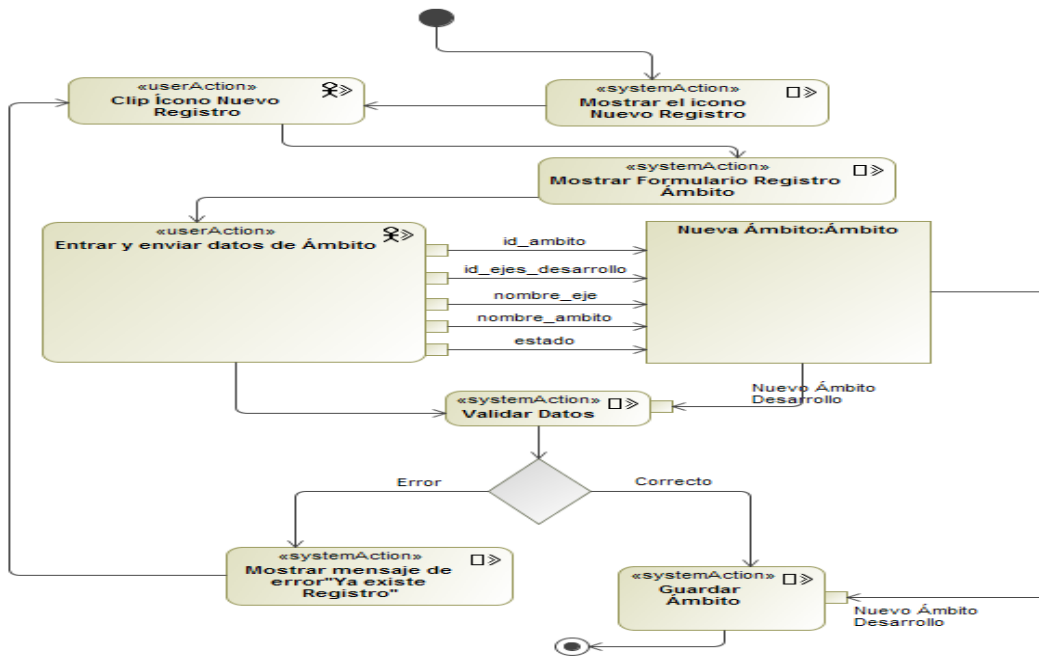 «userAction»
Clip Ícono Nuevo
Registro
«systemAction»
Mostrar el icono
Nuevo Registro
«systemAction»
Mostrar Formulario Registro
Ámbito
«userAction»
Entrar y enviar datos de Ámbito
id_ambito
id_ejes_desarrollo
nombre_eje
nombre_ambito
estado
Nueva Ámbito:Ámbito
Nuevo Ámbito
Desarrollo
«systemAction»
Validar Datos
Error
Correcto
«systemAction»
Mostrar mensaje de
error"Ya existe
Registro"
«systemAction»
Guardar
Ámbito
Nuevo Ámbito
Desarrollo